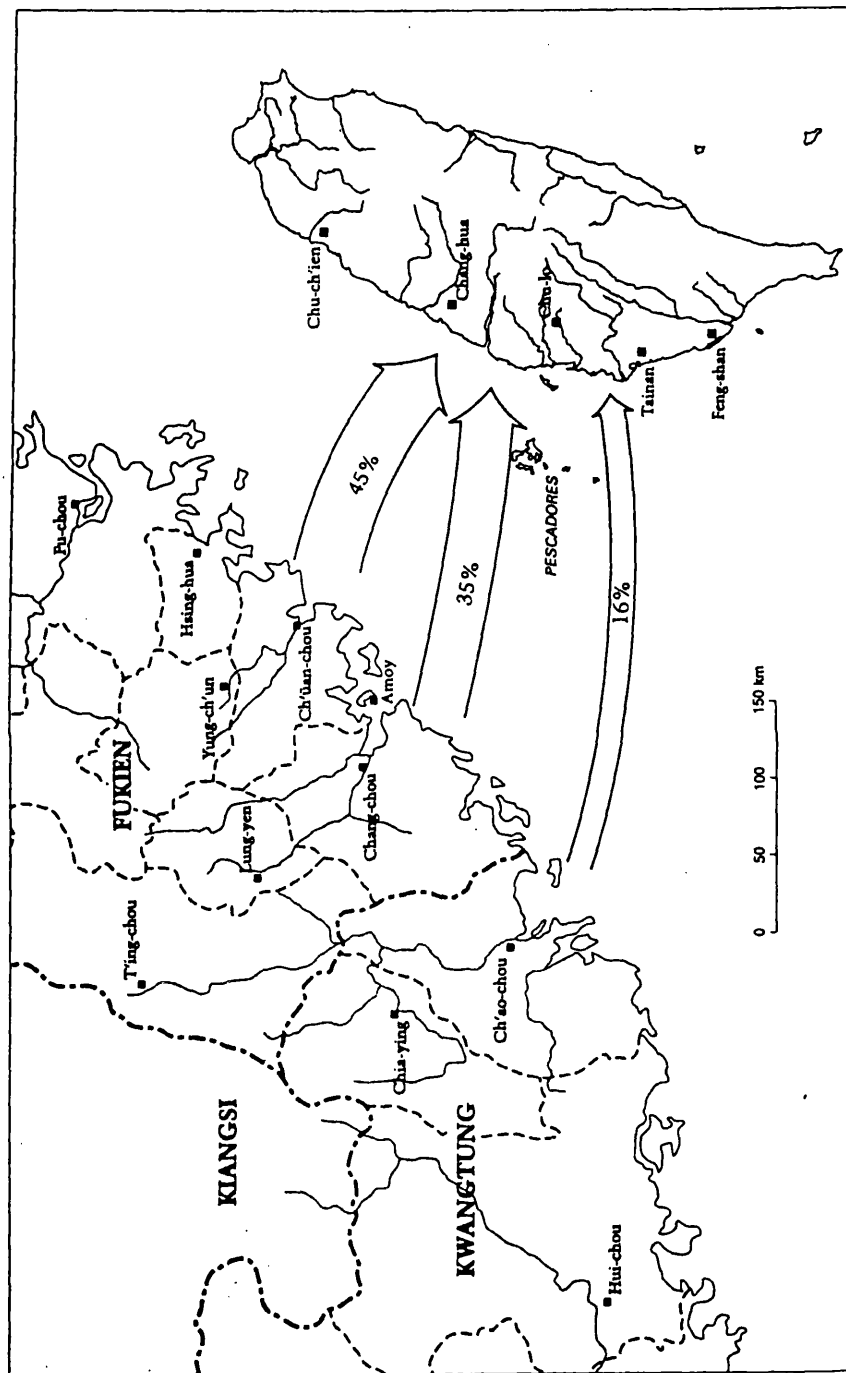 KIANGSI
FUKIEN
KWANGTUNG
T'ing-chou
Lung-yen
Yung-ch'un
Hsing-hua
Fu-chou
Ch'üan-chou
Amoy
Chang-chou
Chia-ying
Ch'ao-chou
Hui-chou
45%
35%
16%
PESCADORES
Chu-ch'ien
Chang-hua
Chu-lo
Tainan
Feng-shan
0
50
100
150 km